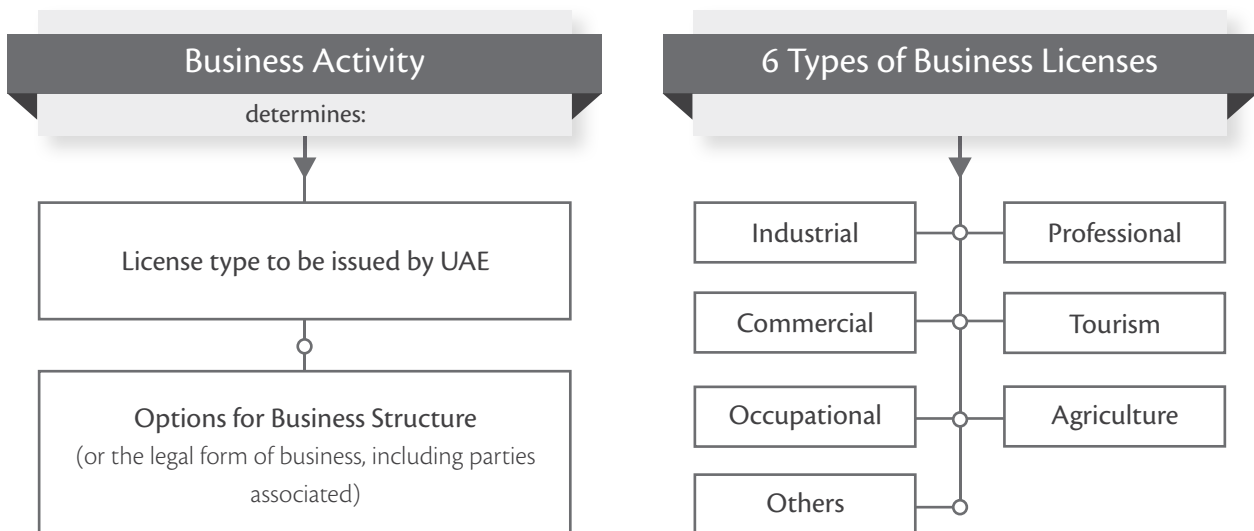 Business Activity
determines:
License type to be issued by UAE
Options for Business Structure
(or the legal form of business, including parties
associated)
6 Types of Business Licenses
Industrial
Professional
Commercial
Tourism
Occupational
Agriculture
Others